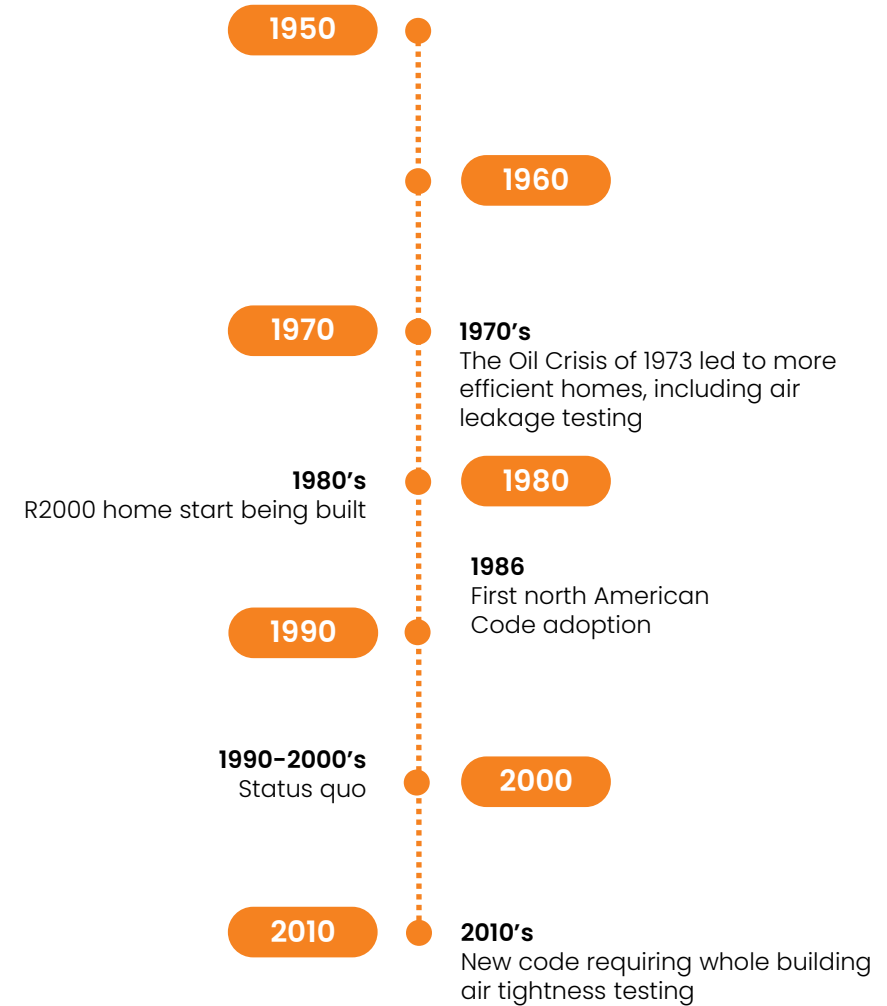 1950
1960
1970
1970’s
The Oil Crisis of 1973 led to more
efficient homes, including air
leakage testing
1980’s
R2000 home start being built
1980
1986
First north American
Code adoption
1990
1990-2000’s
Status quo
2000
2010
2010’s
New code requiring whole building
air tightness testing